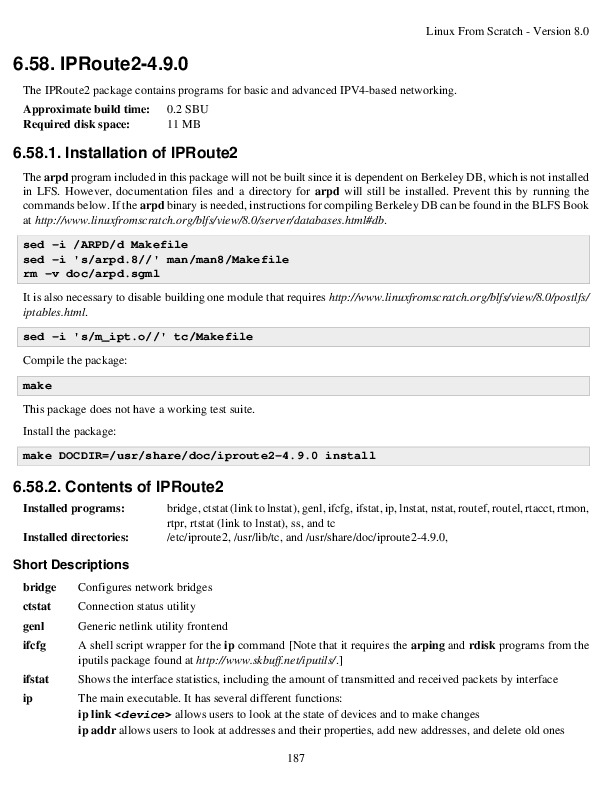 Linux From Scratch - Version 8.0
6.58. IPRoute2-4.9.0
The IPRoute2 package contains programs for basic and advanced IPV4-based networking.
Approximate build time: 0.2 SBU
Required disk space: 11 MB
6.58.1. Installation of IPRoute2
The arpd program included in this package will not be built since it is dependent on Berkeley DB, which is not installed
in LFS. However, documentation files and a directory for arpd will still be installed. Prevent this by running the
commands below. If the arpd binary is needed, instructions for compiling Berkeley DB can be found in the BLFS Book
at http://www.linuxfromscratch.org/blfs/view/8.0/server/databases.html#db.
sed -i /ARPD/d Makefile
sed -i 's/arpd.8//' man/man8/Makefile
rm -v doc/arpd.sgml
It is also necessary to disable building one module that requires http://www.linuxfromscratch.org/blfs/view/8.0/postlfs/
iptables.html.
sed -i 's/m_ipt.o//' tc/Makefile
Compile the package:
make
This package does not have a working test suite.
Install the package:
make DOCDIR=/usr/share/doc/iproute2-4.9.0 install
6.58.2. Contents of IPRoute2
Installed programs: bridge, ctstat (link to lnstat), genl, ifcfg, ifstat, ip, lnstat, nstat, routef, routel, rtacct, rtmon,
rtpr, rtstat (link to lnstat), ss, and tc
Installed directories: /etc/iproute2, /usr/lib/tc, and /usr/share/doc/iproute2-4.9.0,
Short Descriptions
bridge Configures network bridges
ctstat Connection status utility
genl Generic netlink utility frontend
ifcfg A shell script wrapper for the ip command [Note that it requires the arping and rdisk programs from the
iputils package found at http://www.skbuff.net/iputils/.]
ifstat Shows the interface statistics, including the amount of transmitted and received packets by interface
ip The main executable. It has several different functions:
ip link <device> allows users to look at the state of devices and to make changes
ip addr allows users to look at addresses and their properties, add new addresses, and delete old ones
187